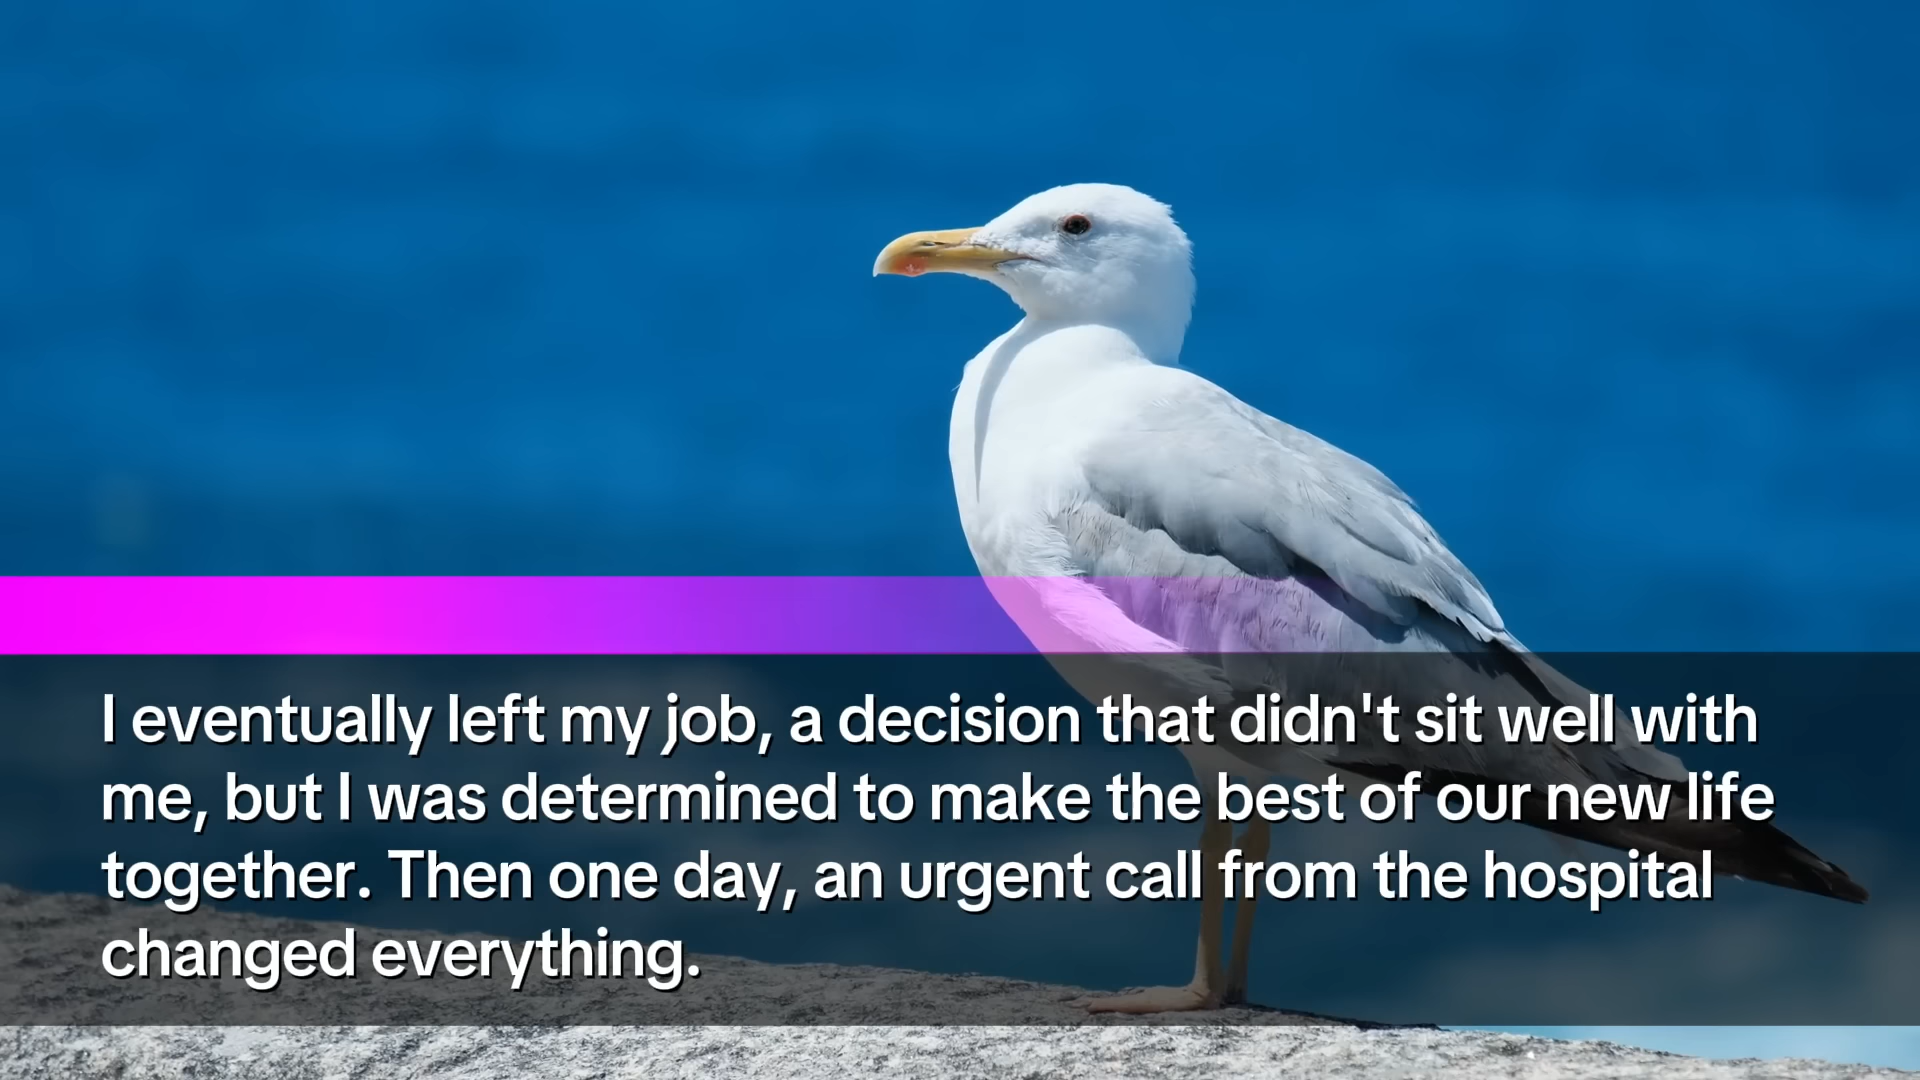 I eventually left my job, a decision that didn't sit well with
me, but I was determined to make the best of our new life
together. Then one day, an urgent call from the hospital
changed everything.